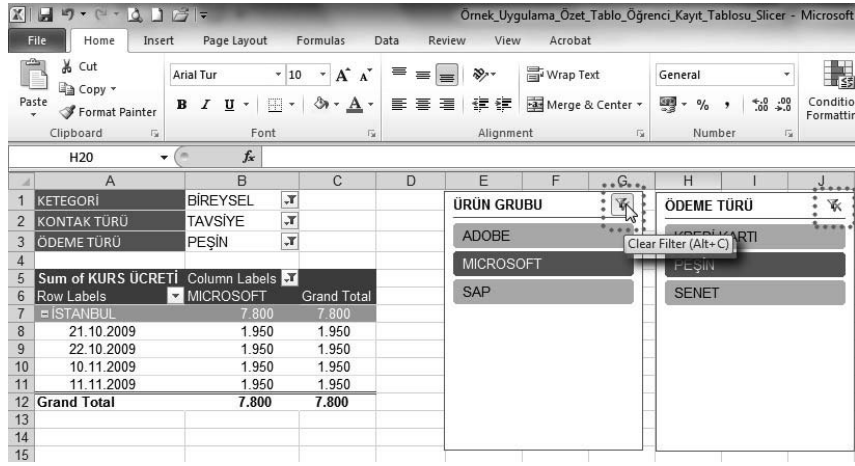 Örnek_Uygulama_Özet_Tablo_Öğrenci_Kayıt_Tablosu_Slicer - Microsoft
File Home Insert Page Layout Formulas Data Review View Acrobat
Cut
Copy
Format Painter
Paste
Clipboard
Arial Tur 10 A A
B I U A
Font
Wrap Text
Merge & Center
Alignment
General
% , .00 .00
Number
Conditio
Formattin
H20 fx
A B C D E F G H I J
1 KETEGORİ BİREYSEL
2 KONTAK TÜRÜ TAVSİYE
3 ÖDEME TÜRÜ PEŞİN
4
5 Sum of KURS ÜCRETİ Column Labels
6 Row Labels MICROSOFT Grand Total
7 İSTANBUL 7.800 7.800
8 21.10.2009 1.950 1.950
9 22.10.2009 1.950 1.950
10 10.11.2009 1.950 1.950
11 11.11.2009 1.950 1.950
12 Grand Total 7.800 7.800
13
14
15
ÜRÜN GRUBU
ADOBE
MICROSOFT
SAP
Clear Filter (Alt+C)
ÖDEME TÜRÜ
KREDİ KARTI
PEŞİN
SENET